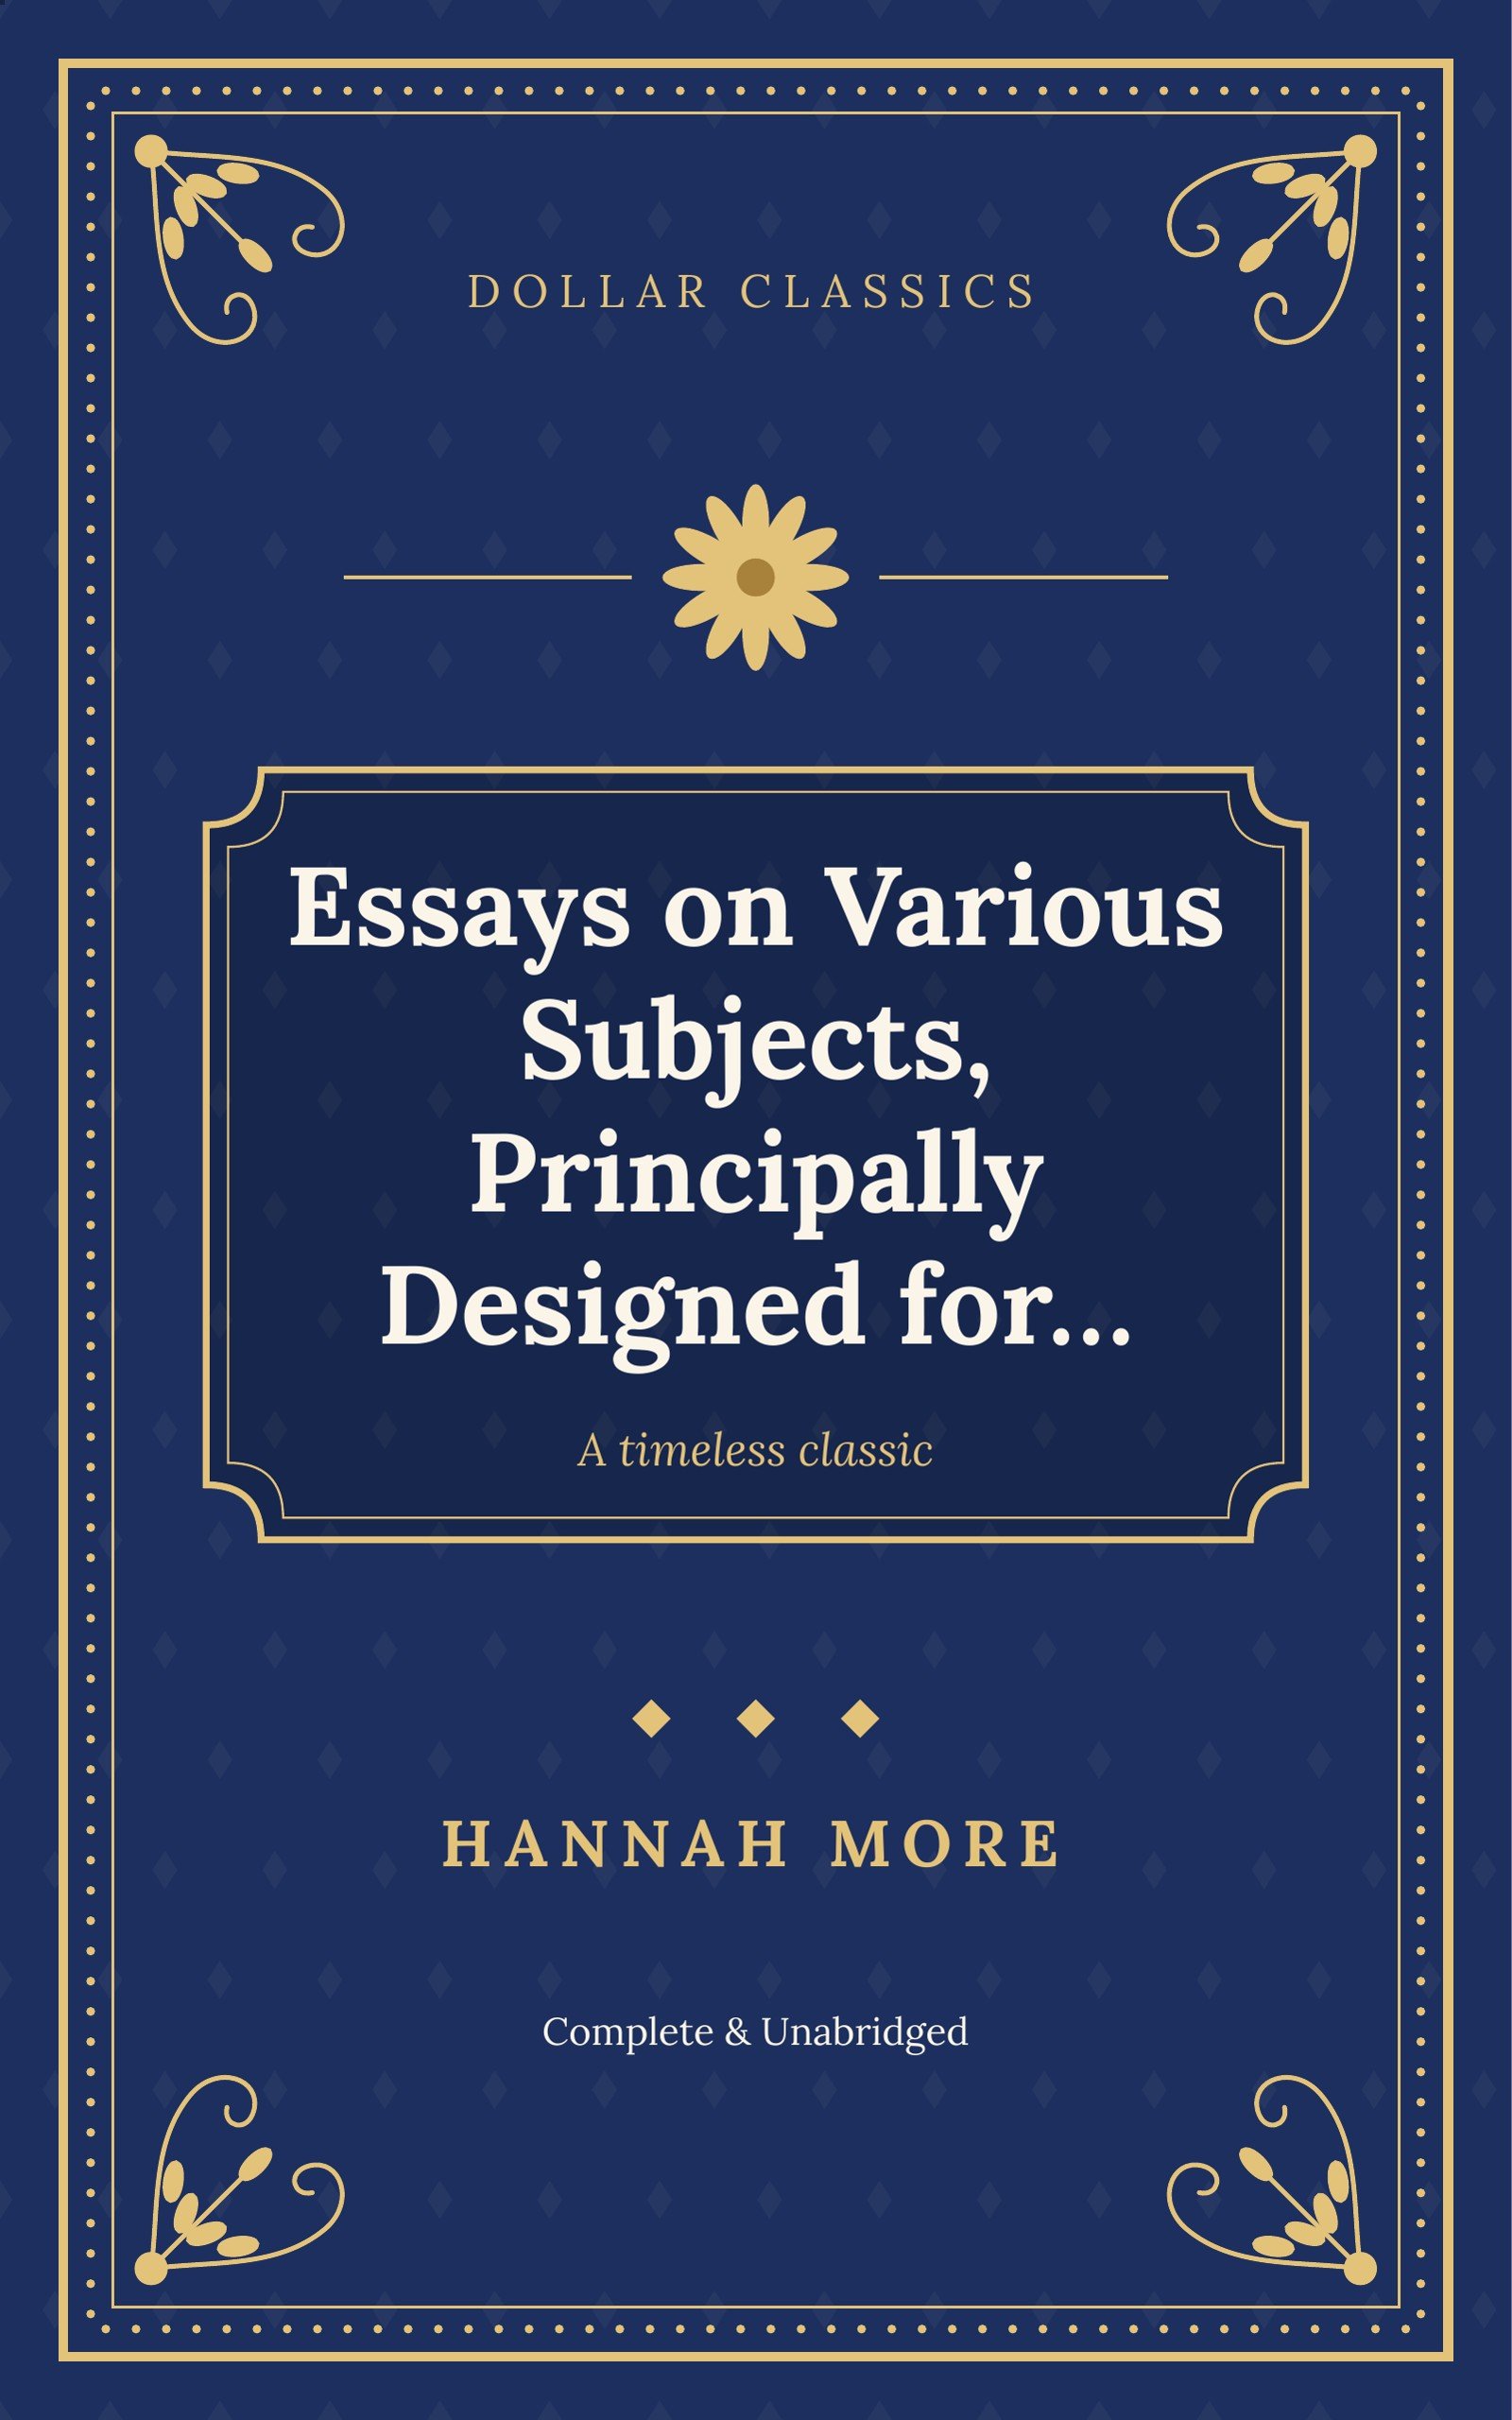 DOLLAR CLASSICS
Essays on Various
Subjects,
Principally
Designed for...
A timeless classic
HANNAH MORE
Complete & Unabridged